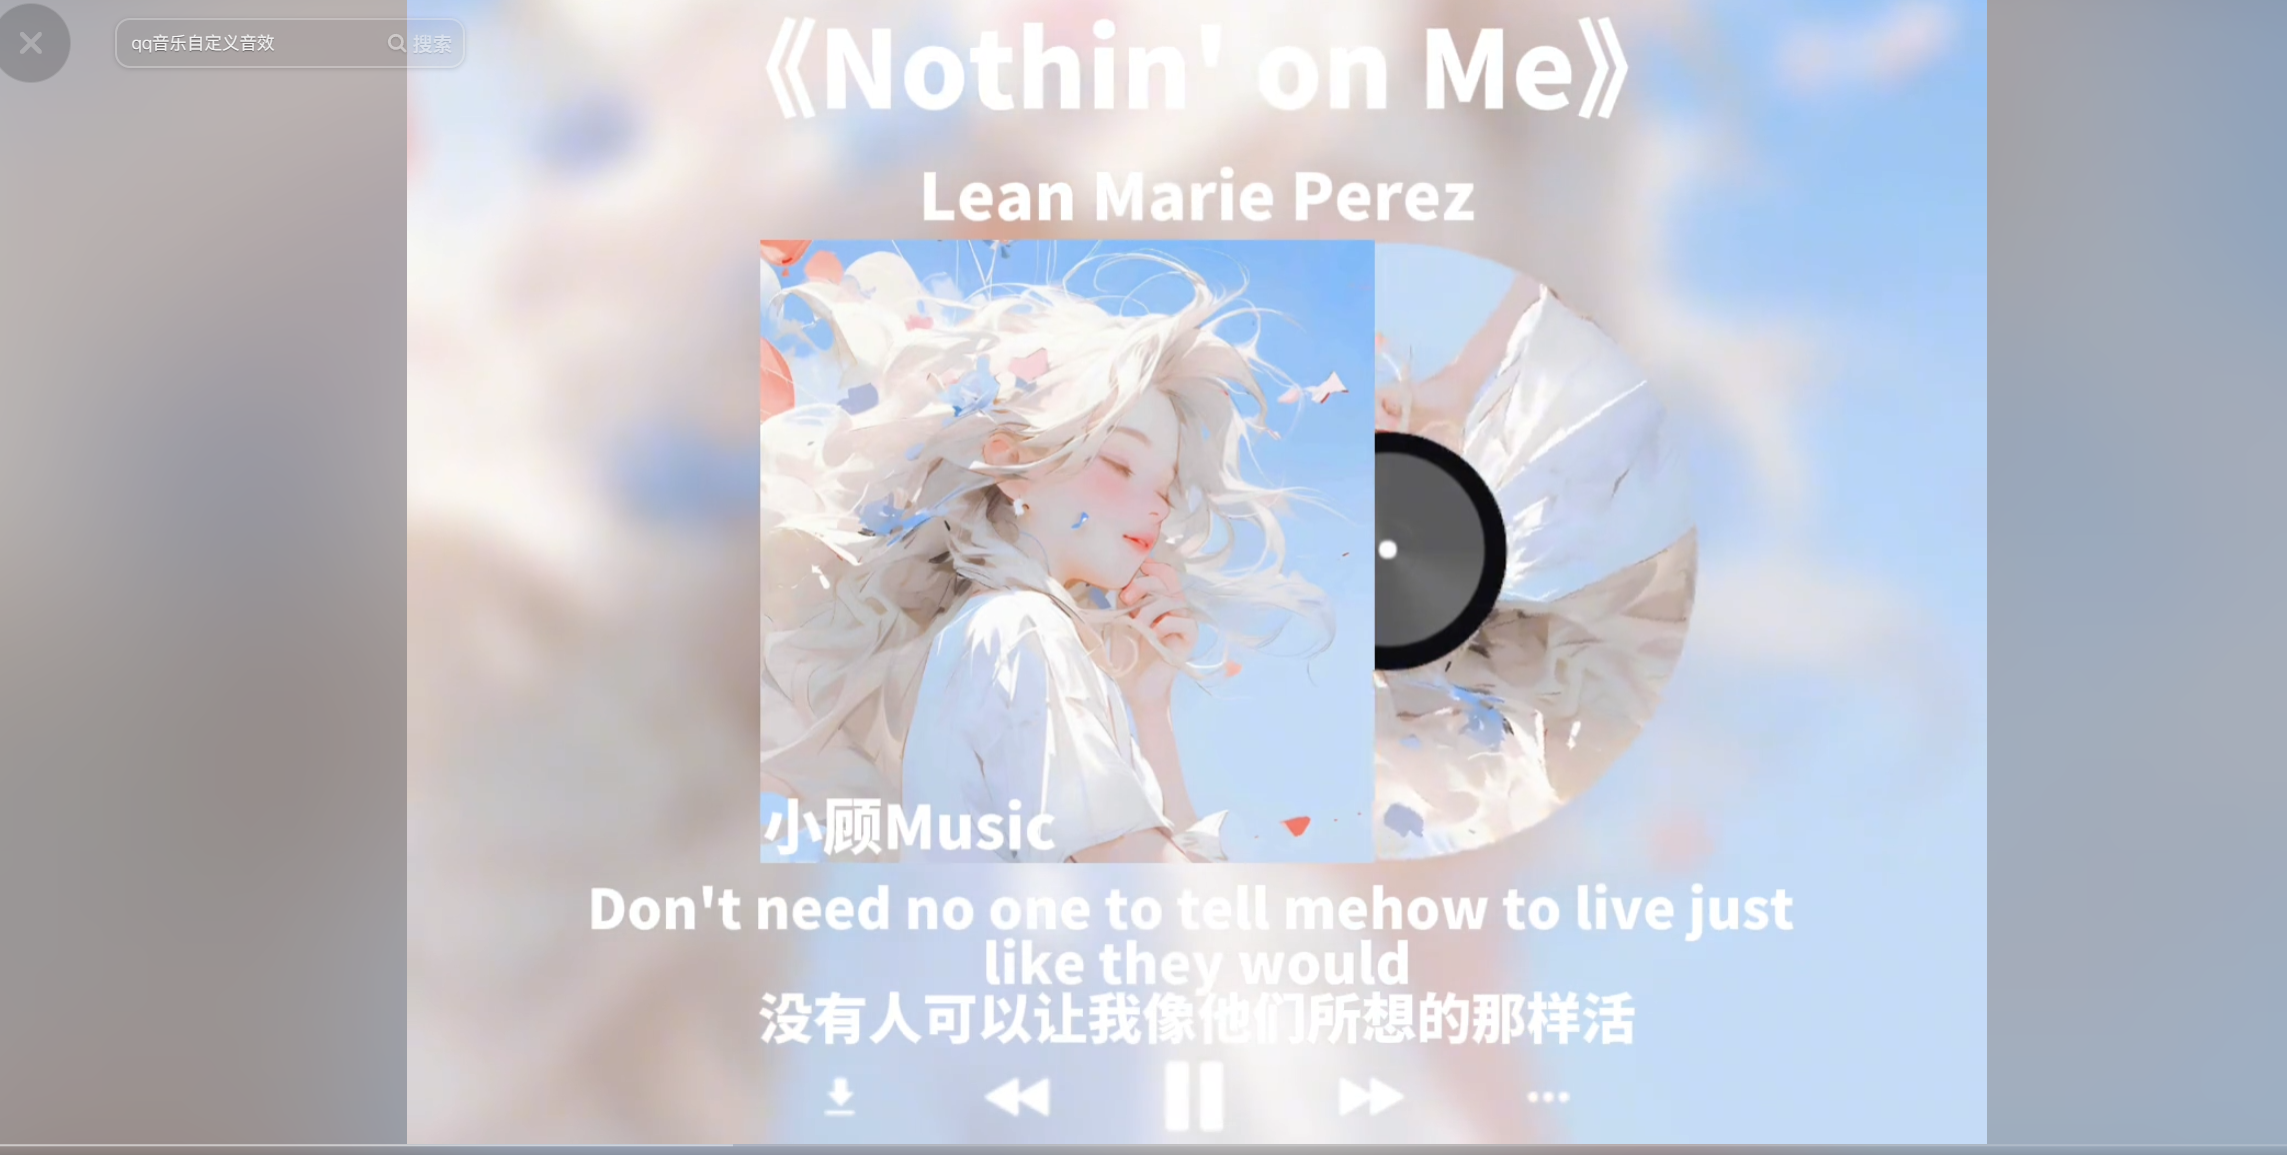 qq音乐自定义音效
搜索
《Nothin' on Me》
Lean Marie Perez
小顾Music
Don't need no one to tell mehow to live just
like they would
没有人可以让我像他们所想的那样活